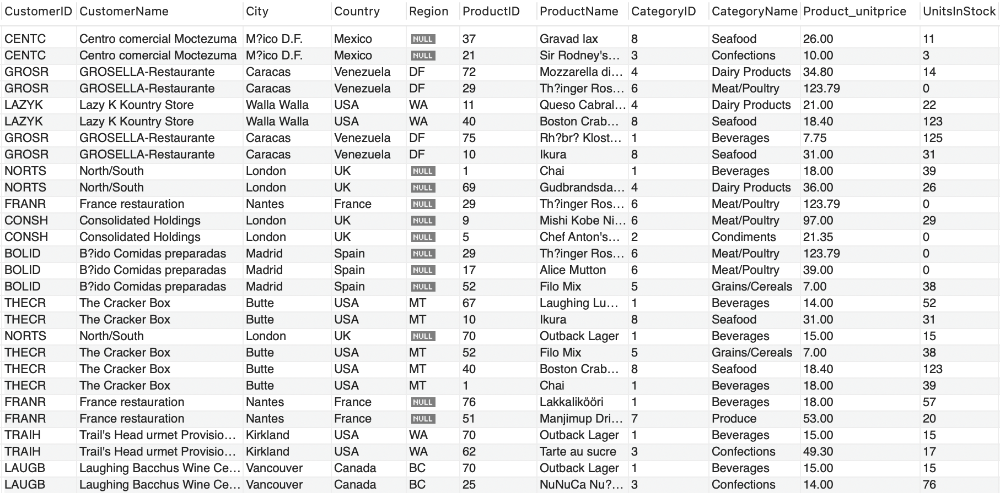 CustomerID CustomerName City Country Region ProductID ProductName CategoryID CategoryName Product_unitprice UnitsInStock
CENTC Centro comercial Moctezuma M?ico D.F. Mexico NULL 37 Gravad lax 8 Seafood 26.00 11
CENTC Centro comercial Moctezuma M?ico D.F. Mexico NULL 21 Sir Rodney's... 3 Confections 10.00 3
GROSR GROSELLA-Restaurante Caracas Venezuela DF 72 Mozzarella di... 4 Dairy Products 34.80 14
GROSR GROSELLA-Restaurante Caracas Venezuela DF 29 Th?inger Ros... 6 Meat/Poultry 123.79 0
LAZYK Lazy K Kountry Store Walla Walla USA WA 11 Queso Cabral... 4 Dairy Products 21.00 22
LAZYK Lazy K Kountry Store Walla Walla USA WA 40 Boston Crab... 8 Seafood 18.40 123
GROSR GROSELLA-Restaurante Caracas Venezuela DF 75 Rh?br? Klost... 1 Beverages 7.75 125
GROSR GROSELLA-Restaurante Caracas Venezuela DF 10 Ikura 8 Seafood 31.00 31
NORTS North/South London UK NULL 1 Chai 1 Beverages 18.00 39
NORTS North/South London UK NULL 69 Gudbrandsda... 4 Dairy Products 36.00 26
FRANR France restauration Nantes France NULL 29 Th?inger Ros... 6 Meat/Poultry 123.79 0
CONSH Consolidated Holdings London UK NULL 9 Mishi Kobe Ni... 6 Meat/Poultry 97.00 29
CONSH Consolidated Holdings London UK NULL 5 Chef Anton's... 2 Condiments 21.35 0
BOLID B?ido Comidas preparadas Madrid Spain NULL 29 Th?inger Ros... 6 Meat/Poultry 123.79 0
BOLID B?ido Comidas preparadas Madrid Spain NULL 17 Alice Mutton 6 Meat/Poultry 39.00 0
BOLID B?ido Comidas preparadas Madrid Spain NULL 52 Filo Mix 5 Grains/Cereals 7.00 38
THECR The Cracker Box Butte USA MT 67 Laughing Lu... 1 Beverages 14.00 52
THECR The Cracker Box Butte USA MT 10 Ikura 8 Seafood 31.00 31
NORTS North/South London UK NULL 70 Outback Lager 1 Beverages 15.00 15
THECR The Cracker Box Butte USA MT 52 Filo Mix 5 Grains/Cereals 7.00 38
THECR The Cracker Box Butte USA MT 40 Boston Crab... 8 Seafood 18.40 123
THECR The Cracker Box Butte USA MT 1 Chai 1 Beverages 18.00 39
FRANR France restauration Nantes France NULL 76 Lakkalikööri 1 Beverages 18.00 57
FRANR France restauration Nantes France NULL 51 Manjimup Dri... 7 Produce 53.00 20
TRAIH Trail's Head urmet Provisio... Kirkland USA WA 70 Outback Lager 1 Beverages 15.00 15
TRAIH Trail's Head urmet Provisio... Kirkland USA WA 62 Tarte au sucre 3 Confections 49.30 17
LAUGB Laughing Bacchus Wine Ce... Vancouver Canada BC 70 Outback Lager 1 Beverages 15.00 15
LAUGB Laughing Bacchus Wine Ce... Vancouver Canada BC 25 NuNuCa Nu?... 3 Confections 14.00 76